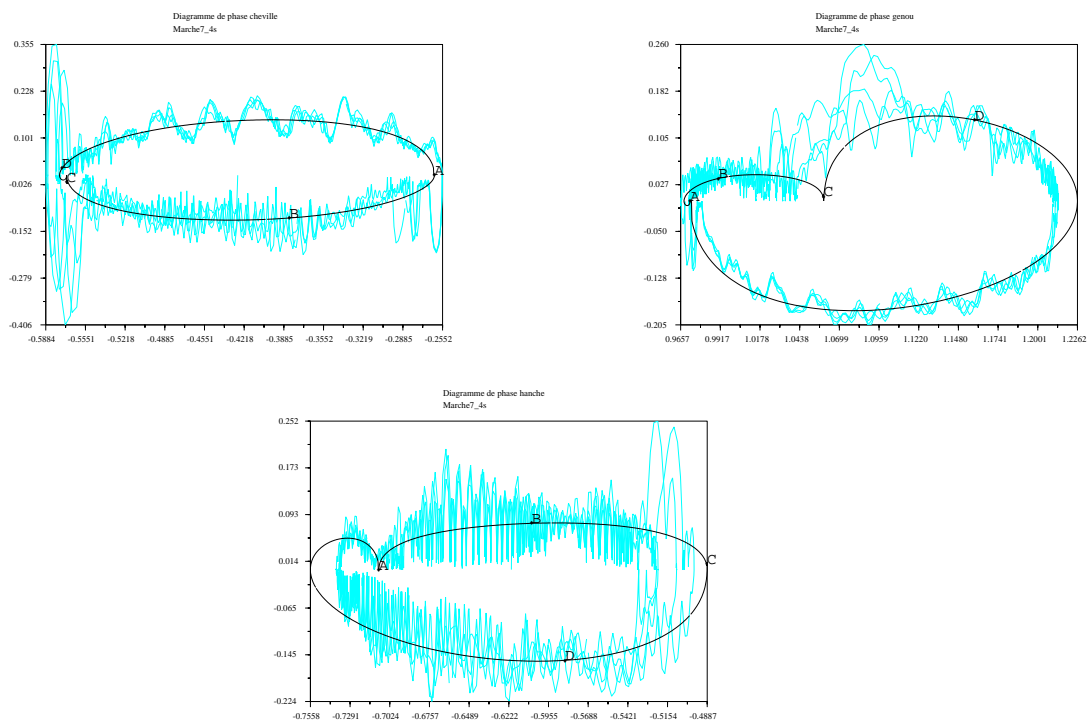 Diagramme de phase cheville
Marche7_4s
0.355
0.228
0.101
-0.026
-0.152
-0.279
-0.406
-0.5884 -0.5551 -0.5218 -0.4885 -0.4551 -0.4218 -0.3885 -0.3552 -0.3219 -0.2885 -0.2552
D
C
A
B
Diagramme de phase genou
Marche7_4s
0.260
0.182
0.105
0.027
-0.050
-0.128
-0.205
0.9657 0.9917 1.0178 1.0438 1.0699 1.0959 1.1220 1.1480 1.1741 1.2001 1.2262
D
B
A
C
Diagramme de phase hanche
Marche7_4s
0.252
0.173
0.093
0.014
-0.065
-0.145
-0.224
-0.7558 -0.7291 -0.7024 -0.6757 -0.6489 -0.6222 -0.5955 -0.5688 -0.5421 -0.5154 -0.4887
B
C
A
D